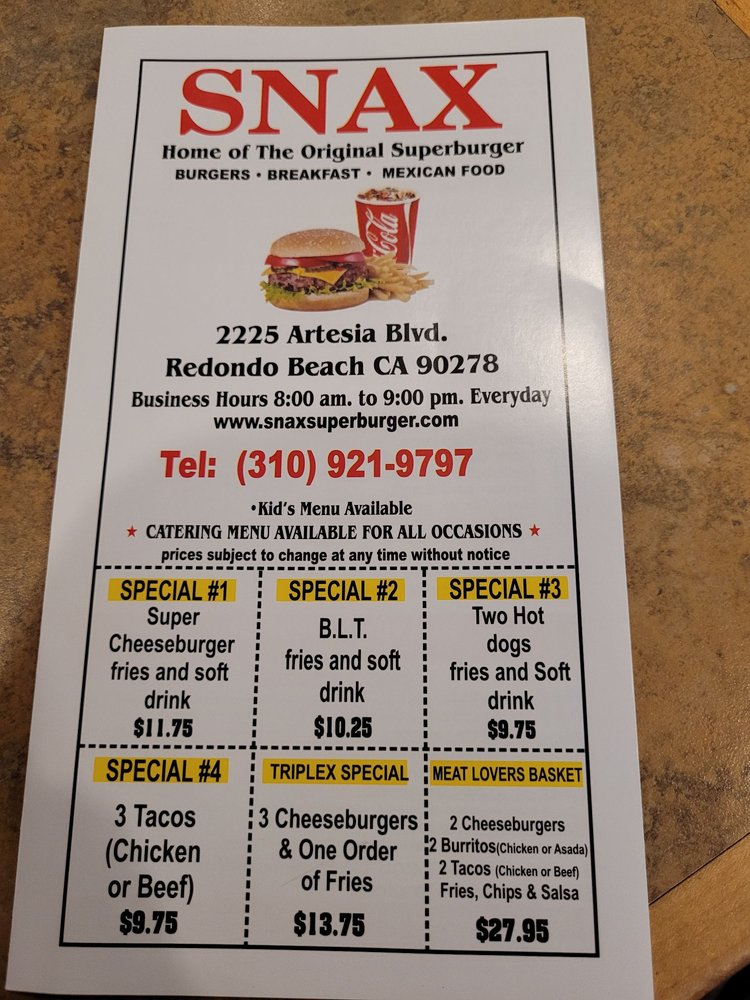 SNAX
Home of The Original Superburger
BURGERS • BREAKFAST • MEXICAN FOOD
Cola
2225 Artesia Blvd.
Redondo Beach CA 90278
Business Hours 8:00 am. to 9:00 pm. Everyday
www.snaxsuperburger.com
Tel: (310) 921-9797
•Kid's Menu Available
★ CATERING MENU AVAILABLE FOR ALL OCCASIONS ★
prices subject to change at any time without notice
SPECIAL #1
Super
Cheeseburger
fries and soft
drink
$11.75
SPECIAL #2
B.L.T.
fries and soft
drink
$10.25
SPECIAL #3
Two Hot
dogs
fries and Soft
drink
$9.75
SPECIAL #4
3 Tacos
(Chicken
or Beef)
$9.75
TRIPLEX SPECIAL
3 Cheeseburgers
& One Order
of Fries
$13.75
MEAT LOVERS BASKET
2 Cheeseburgers
2 Burritos(Chicken or Asada)
2 Tacos (Chicken or Beef)
Fries, Chips & Salsa
$27.95